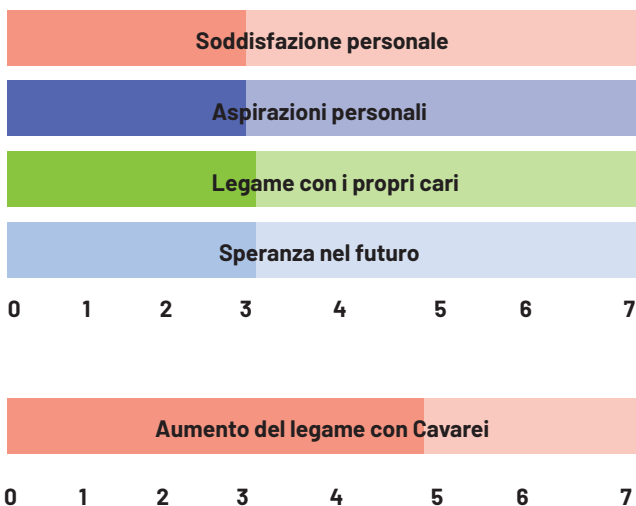 Soddisfazione personale
Aspirazioni personali
Legame con i propri cari
Speranza nel futuro
0 1 2 3 4 5 6 7
Aumento del legame con Cavarei
0 1 2 3 4 5 6 7